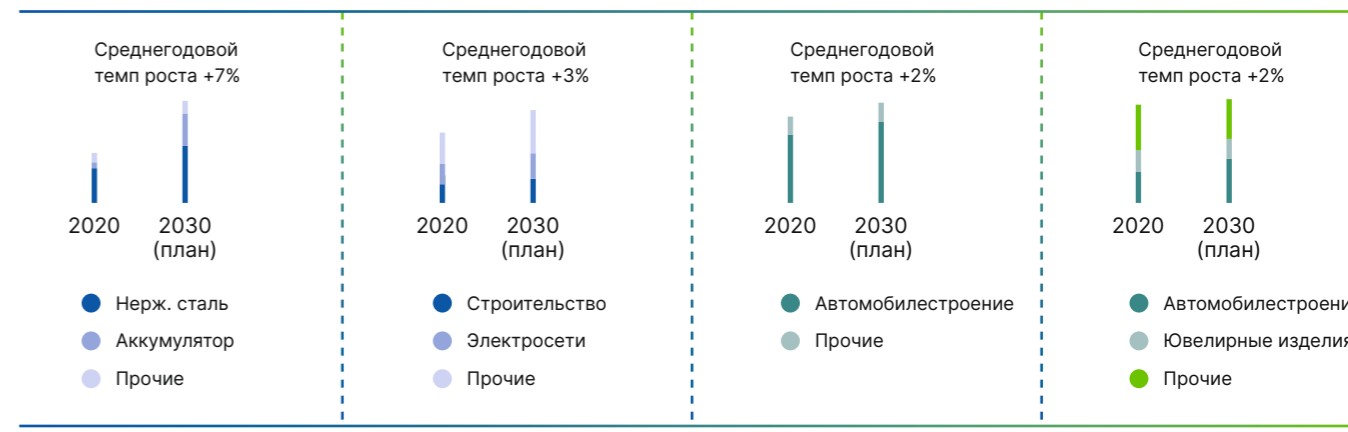 Среднегодовой
темп роста +7%
2020
2030
(план)
Нерж. сталь
Аккумулятор
Прочие
Среднегодовой
темп роста +3%
2020
2030
(план)
Строительство
Электросети
Прочие
Среднегодовой
темп роста +2%
2020
2030
(план)
Автомобилестроение
Прочие
Среднегодовой
темп роста +2%
2020
2030
(план)
Автомобилестроени
Ювелирные изделия
Прочие